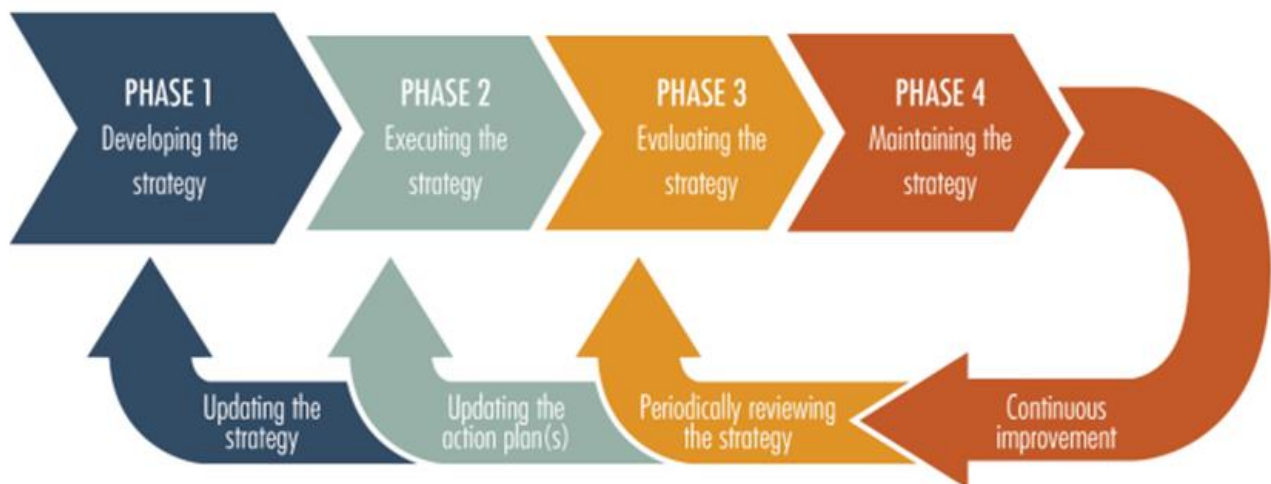 PHASE 1
Developing the
strategy
PHASE 2
Executing the
strategy
PHASE 3
Evaluating the
strategy
PHASE 4
Maintaining the
strategy
Updating the
strategy
Updating the
action plan(s)
Periodically reviewing
the strategy
Continuous
improvement